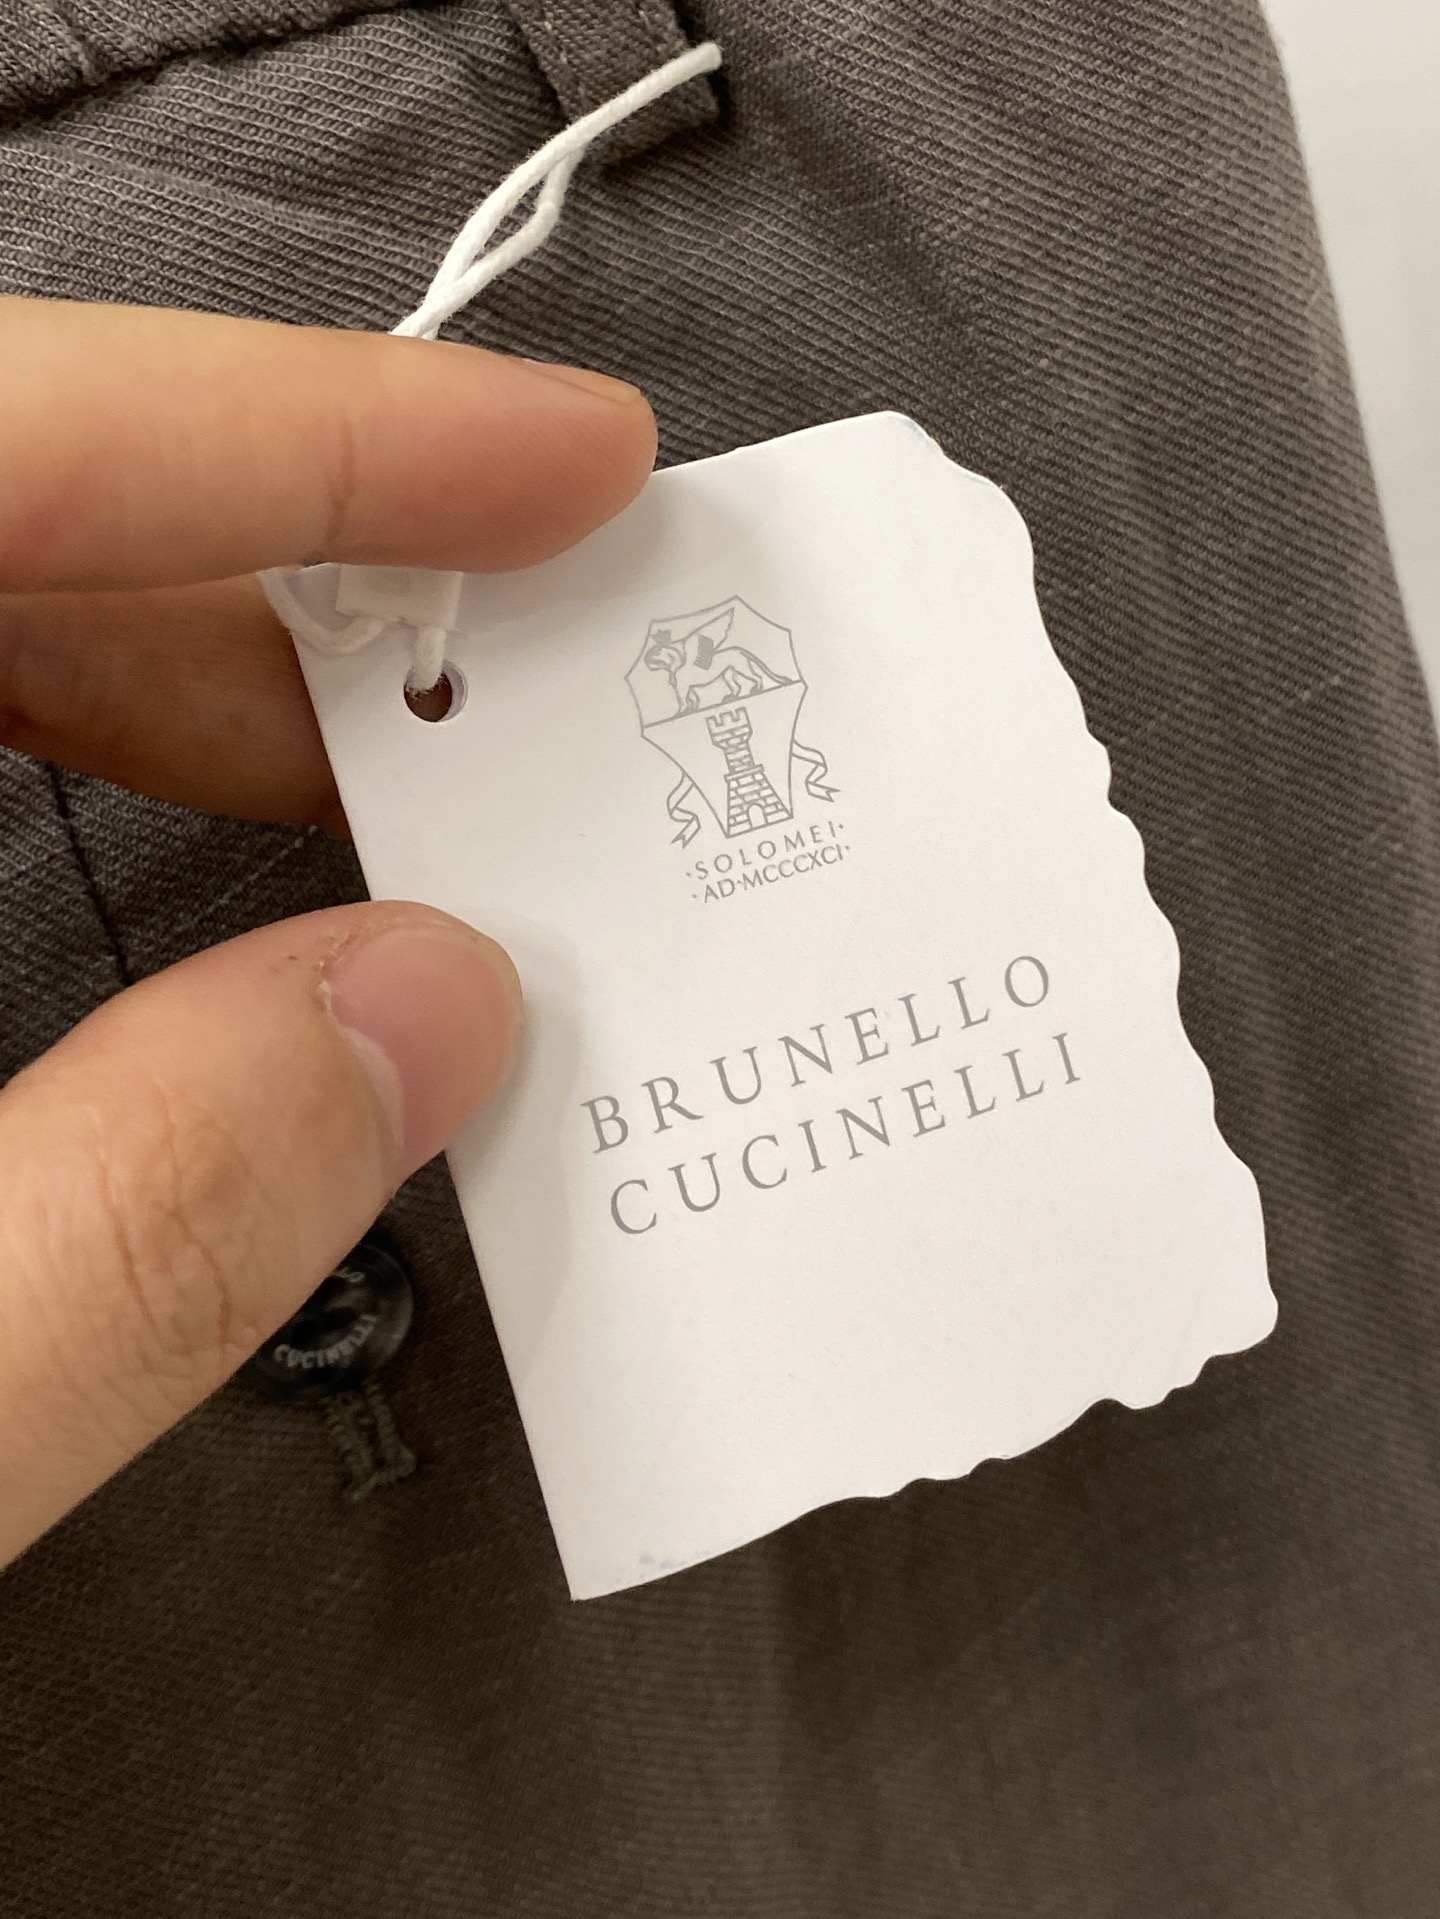 ·SOLOMEI·
·AD·MCCCXCI·
BRUNELLO
CUCINELLI
CUCINELLI